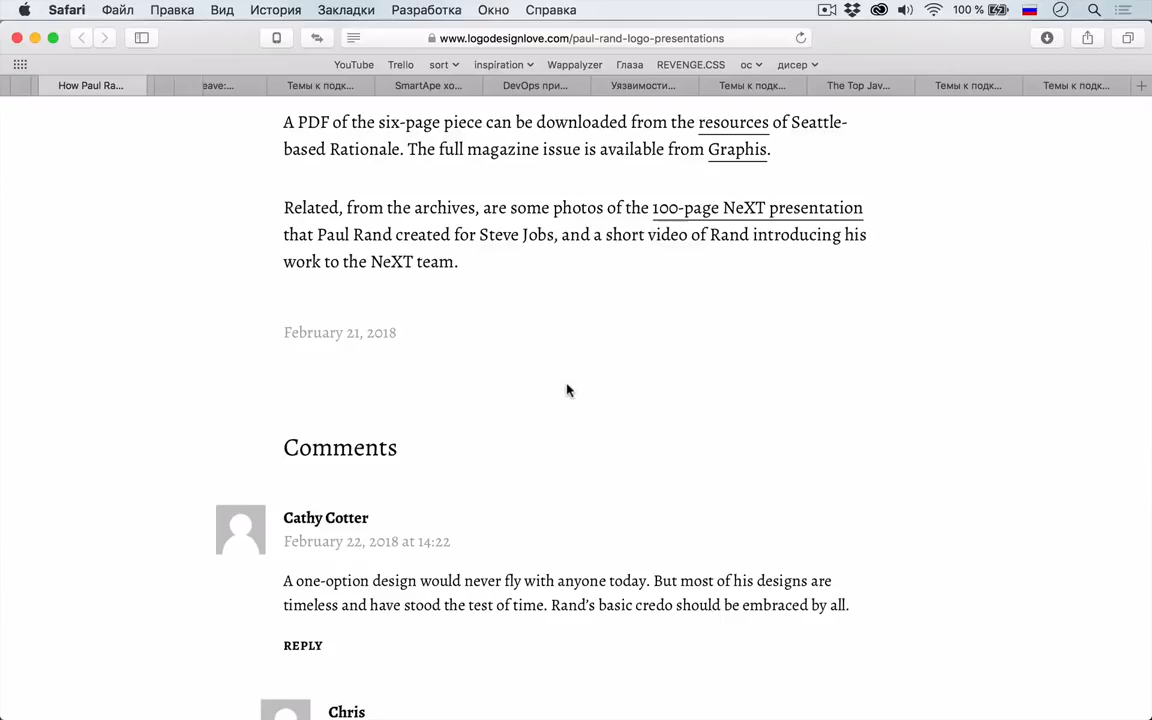 Safari Файл Правка Вид История Закладки Разработка Окно Справка 100 %
www.logodesignlove.com/paul-rand-logo-presentations
YouTube Trello sort inspiration Wappalyzer Глаза REVENGE.CSS ос дисер
How Paul Ra... eave:... Темы к подк... SmartApe хо... DevOps при... Уязвимости... Темы к подк... The Top Jav... Темы к подк... Темы к подк...
A PDF of the six-page piece can be downloaded from the resources of Seattle-
based Rationale. The full magazine issue is available from Graphis.
Related, from the archives, are some photos of the 100-page NeXT presentation
that Paul Rand created for Steve Jobs, and a short video of Rand introducing his
work to the NeXT team.
February 21, 2018
Comments
Cathy Cotter
February 22, 2018 at 14:22
A one-option design would never fly with anyone today. But most of his designs are
timeless and have stood the test of time. Rand's basic credo should be embraced by all.
REPLY
Chris